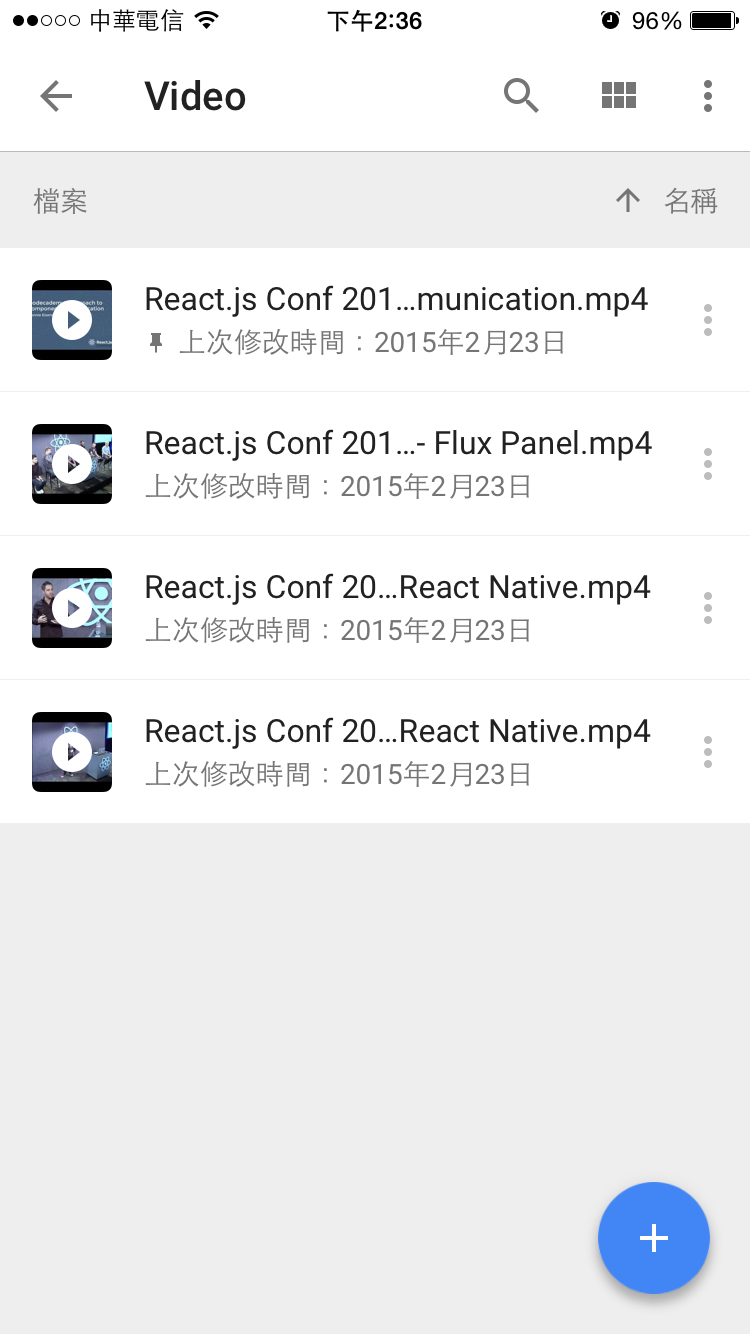 中華電信
下午2:36
96%
Video
檔案
名稱
React.js Conf 201...munication.mp4
上次修改時間：2015年2月23日
React.js Conf 201...- Flux Panel.mp4
上次修改時間：2015年2月23日
React.js Conf 20...React Native.mp4
上次修改時間：2015年2月23日
React.js Conf 20...React Native.mp4
上次修改時間：2015年2月23日